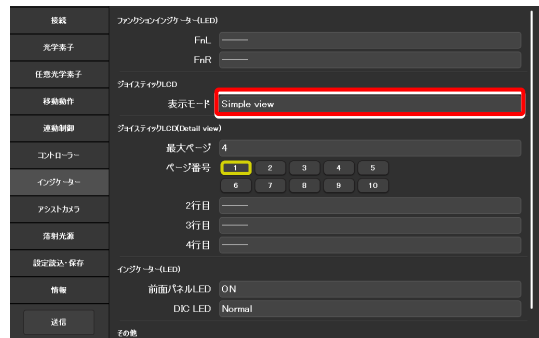 接続
光学素子
任意光学素子
移動動作
連動制御
コントローラー
インジケーター
アシストカメラ
落射光源
設定読込・保存
情報
送信
ファンクションインジケーター(LED)
FnL ――
FnR ――
ジョイスティックLCD
表示モード Simple view
ジョイスティックLCD(Detail view)
最大ページ 4
ページ番号 1 2 3 4 5
6 7 8 9 10
2行目 ――
3行目 ――
4行目 ――
インジケーター(LED)
前面パネルLED ON
DIC LED Normal
その他